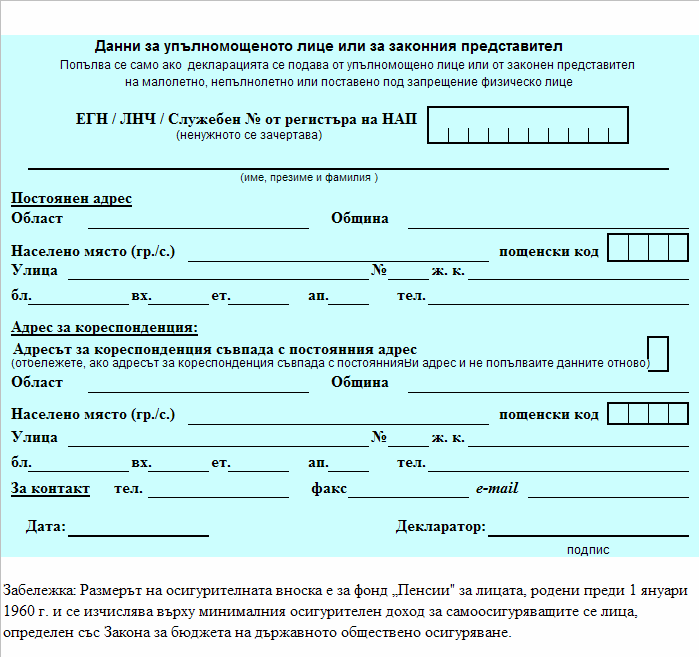 Данни за упълномощеното лице или за законния представител
Попълва се само ако декларацията се подава от упълномощено лице или от законен представител
на малолетно, непълнолетно или поставено под запрещение физическо лице
ЕГН / ЛНЧ / Служебен № от регистъра на НАП
(ненужното се зачертава)
(име, презиме и фамилия )
Постоянен адрес
Област Община
Населено място (гр./с.) пощенски код
Улица № ж. к.
бл. вх. ет. ап. тел.
Адрес за кореспонденция:
Адресът за кореспонденция съвпада с постоянния адрес
(отбележете, ако адресът за кореспонденция съвпада с постояннияВи адрес и не попълвайте данните отново)
Област Община
Населено място (гр./с.) пощенски код
Улица № ж. к.
бл. вх. ет. ап. тел.
За контакт тел. факс e-mail
Дата: Декларатор:
подпис
Забележка: Размерът на осигурителната вноска е за фонд „Пенсии" за лицата, родени преди 1 януари
1960 г. и се изчислява върху минималния осигурителен доход за самоосигуряващите се лица,
определен със Закона за бюджета на държавното обществено осигуряване.